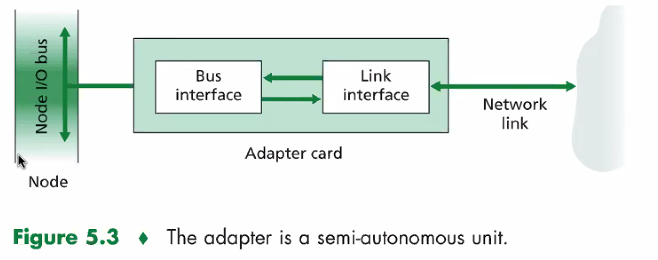 Node I/O bus
Bus
interface
Link
interface
Network
link
Adapter card
Node
Figure 5.3 ♦ The adapter is a semi-autonomous unit.